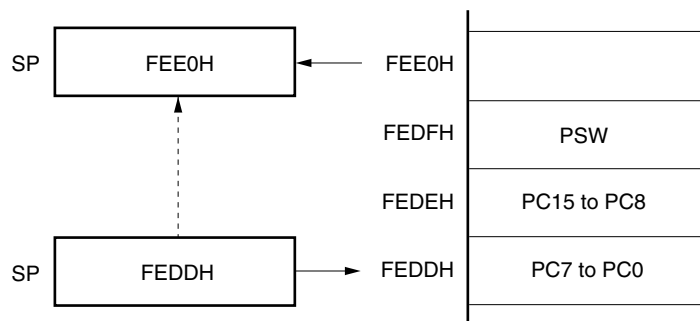 SP FEE0H FEE0H
FEDFH PSW
FEDEH PC15 to PC8
SP FEDDH FEDDH PC7 to PC0